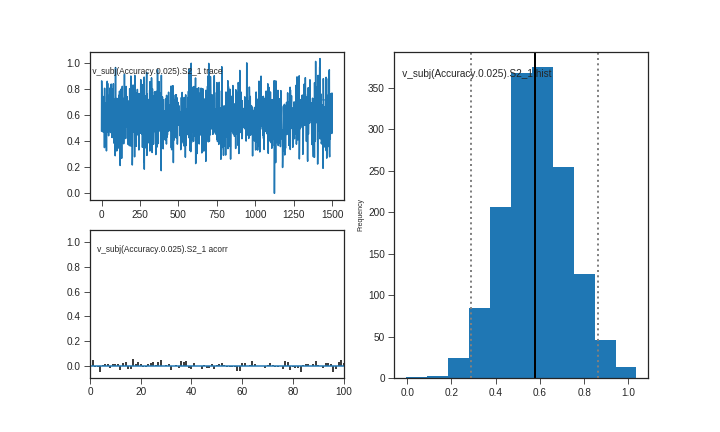 v_subj(Accuracy.0.025).S2_1 trace
1.0
0.8
0.6
0.4
0.2
0.0
0 250 500 750 1000 1250 1500
v_subj(Accuracy.0.025).S2_1 acorr
1.0
0.8
0.6
0.4
0.2
0.0
0 20 40 60 80 100
v_subj(Accuracy.0.025).S2_1 hist
Frequency
350
300
250
200
150
100
50
0
0.0 0.2 0.4 0.6 0.8 1.0